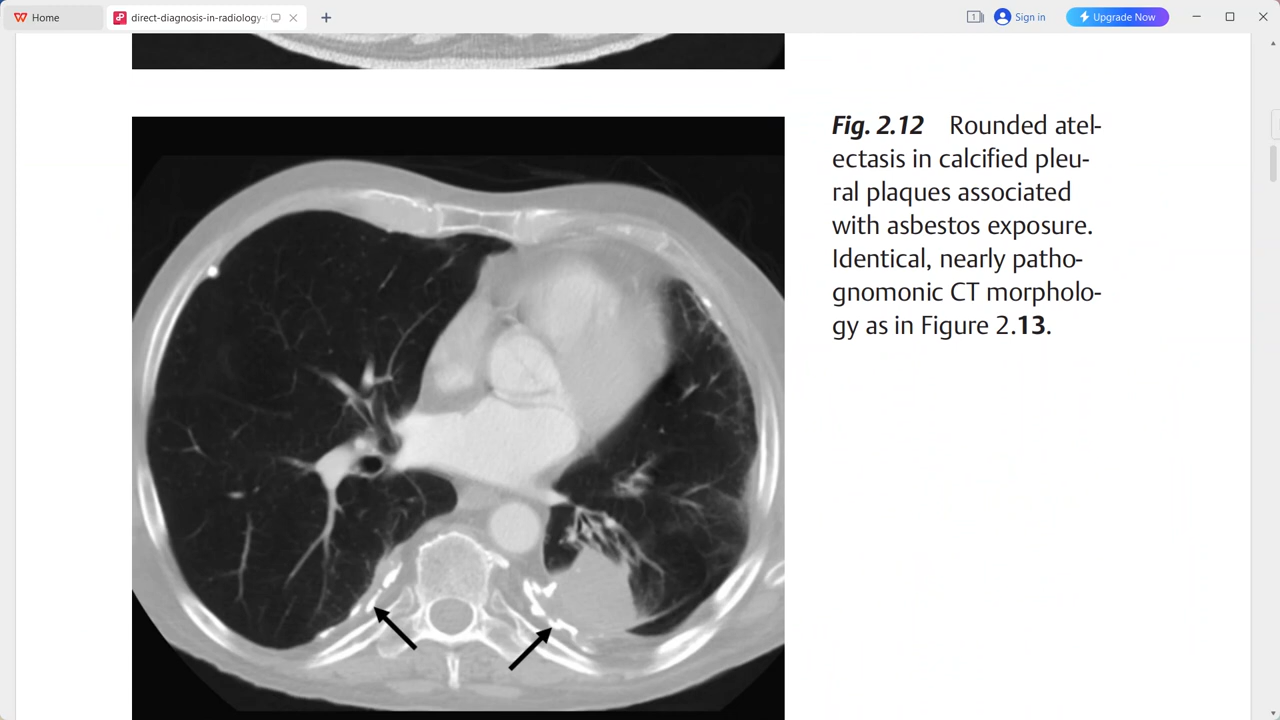 Home
direct-diagnosis-in-radiology-
1
Sign in
Upgrade Now
Fig. 2.12 Rounded atel-
ectasis in calcified pleu-
ral plaques associated
with asbestos exposure.
Identical, nearly patho-
gnomonic CT morpholo-
gy as in Figure 2.13.